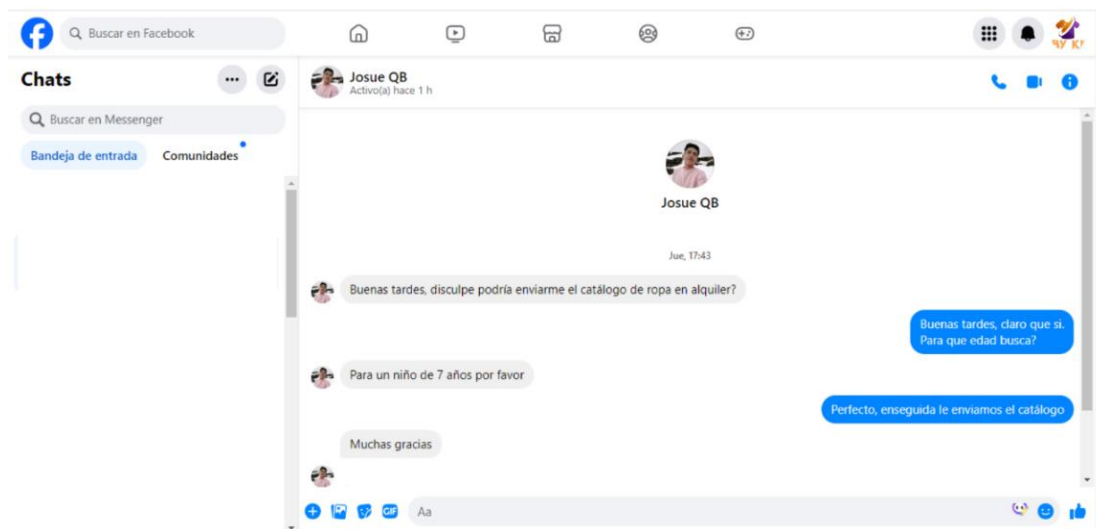 Buscar en Facebook
Chats
Buscar en Messenger
Bandeja de entrada
Comunidades
Josue QB
Activo(a) hace 1 h
Josue QB
Jue, 17:43
Buenas tardes, disculpe podría enviarme el catálogo de ropa en alquiler?
Buenas tardes, claro que si.
Para que edad busca?
Para un niño de 7 años por favor
Perfecto, enseguida le enviamos el catálogo
Muchas gracias
GIF
Aa